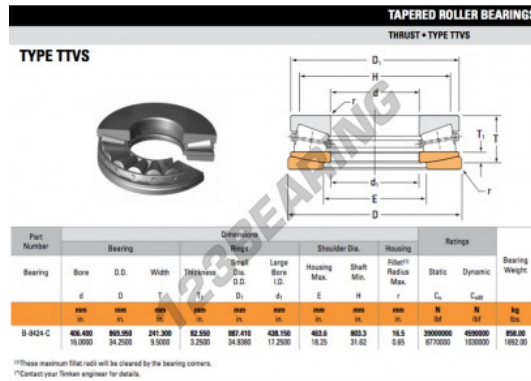 TAPERED ROLLER BEARINGS
THRUST • TYPE TTVS
TYPE TTVS
D₁
H
d
r
T₁
T
d₁
E
D
r
123BEARING
Part Number
Dimensions
Ratings
Bearing Weight
Bearing
Rings
Shoulder Dia.
Housing
Bearing
Bore
O.D.
Width
Thickness
Small Dia. O.D.
Large Bore I.D.
Housing Max.
Shaft Min.
Fillet⁽¹⁾ Radius Max.
Static
Dynamic
d D T T₁ D₁ d₁ E H r
mm mm mm mm mm mm mm mm mm N N kg
in. in. in. in. in. in. in. in. in. lbf lbf lbs.
B-8424-C 406.400 869.950 241.300 82.550 887.410 438.150 463.6 803.3 16.5 39000000 4590000 858.00
16.0000 34.2500 9.5000 3.2500 34.9380 17.2500 18.25 31.62 0.65 8770000 1030000 1892.00
These maximum fillet radii will be cleared by the bearing corners.
Contact your Timken engineer for details.